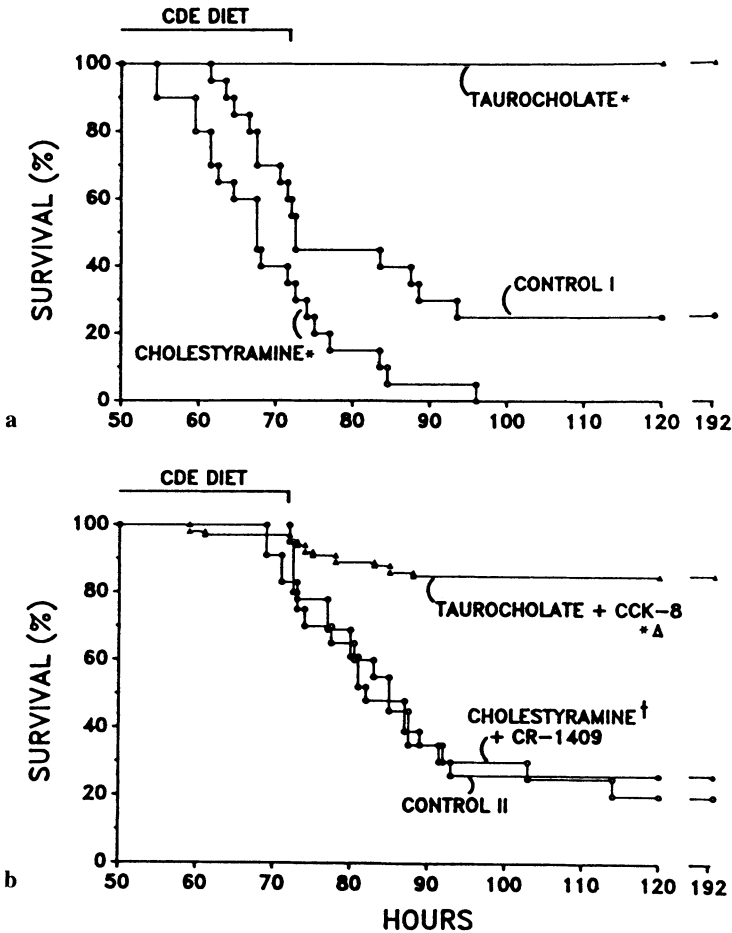 CDE DIET
100
80
60
40
20
0
SURVIVAL (%)
TAUROCHOLATE*
CONTROL I
CHOLESTYRAMINE*
50 60 70 80 90 100 110 120 192
a
CDE DIET
100
80
60
40
20
0
SURVIVAL (%)
TAUROCHOLATE + CCK-8
*Δ
CHOLESTYRAMINE†
+ CR-1409
CONTROL II
50 60 70 80 90 100 110 120 192
b
HOURS